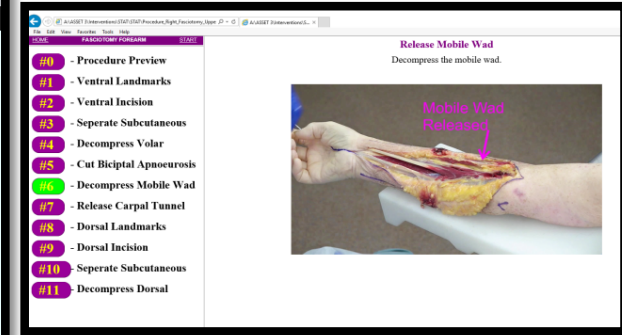 A:\ASSET 3\Interventions\STAT\STAT\Procedure_Right_Fasciotomy_Uppe
A:\ASSET 3\Interventions\S...
File Edit View Favorites Tools Help
HOME FASCIOTOMY FOREARM START
#0 - Procedure Preview
#1 - Ventral Landmarks
#2 - Ventral Incision
#3 - Seperate Subcutaneous
#4 - Decompress Volar
#5 - Cut Biciptal Apnoeurosis
#6 - Decompress Mobile Wad
#7 - Release Carpal Tunnel
#8 - Dorsal Landmarks
#9 - Dorsal Incision
#10 - Seperate Subcutaneous
#11 - Decompress Dorsal
Release Mobile Wad
Decompress the mobile wad.
Mobile Wad
Released